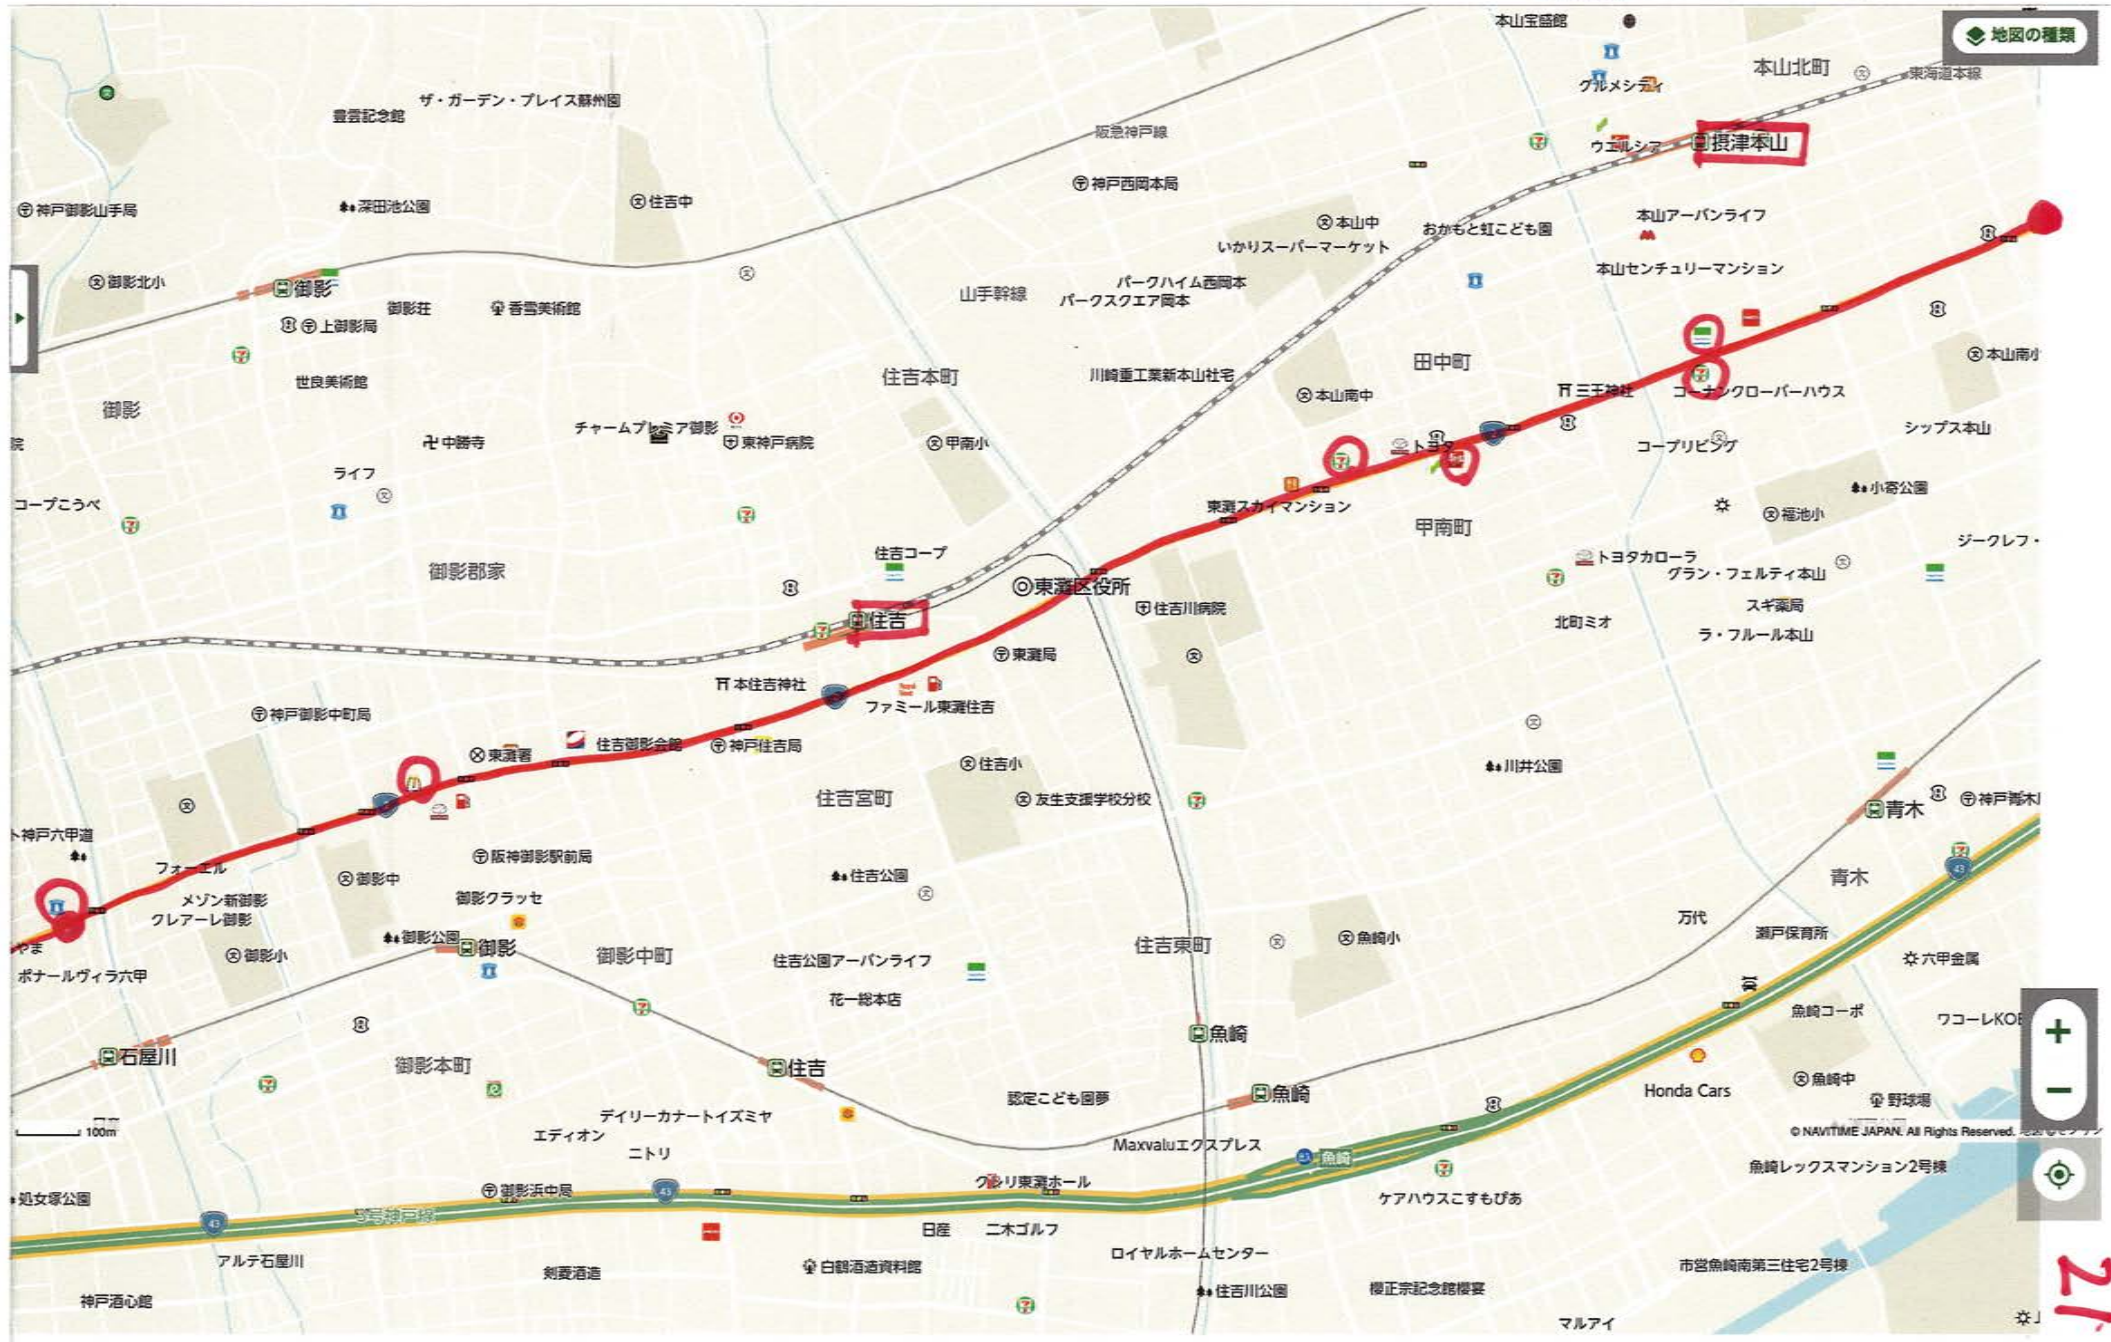 本山宝盛館
地図の種類
グルメシティ
本山北町
東海道本線
ザ・ガーデン・プレイス蘇州園
豊雲記念館
阪急神戸線
ウエルシア
摂津本山
神戸西岡本局
神戸御影山手局
深田池公園
住吉中
本山中
おかもと虹こども園
本山アーバンライフ
いかりスーパーマーケット
本山センチュリーマンション
御影北小
御影
御影荘
香雪美術館
山手幹線
パークハイム西岡本
パークスクエア岡本
上御影局
世良美術館
住吉本町
川崎重工業新本山社宅
田中町
本山南小
御影
本山南中
三王神社
コーナンクローバーハウス
チャームプレミア御影
中勝寺
東神戸病院
甲南小
トヨタ
コープリビング
シップス本山
院
ライフ
コープこうべ
東灘スカイマンション
甲南町
小寄公園
福池小
ジークレフ・
住吉コープ
御影郡家
東灘区役所
トヨタカローラ
グラン・フェルティ本山
住吉
住吉川病院
北町ミオ
スギ薬局
ラ・フルール本山
東灘局
本住吉神社
ファミール東灘住吉
神戸御影中町局
東灘署
住吉御影会館
神戸住吉局
住吉小
川井公園
住吉宮町
友生支援学校分校
青木
神戸青木
ト神戸六甲道
フォーエル
阪神御影駅前局
御影中
住吉公園
青木
43
メゾン新御影
クレアーレ御影
御影クラッセ
万代
瀬戸保育所
やま
御影小
御影公園
御影
御影中町
住吉公園アーバンライフ
住吉東町
魚崎小
六甲金属
ボナールヴィラ六甲
花一総本店
魚崎コーポ
ワコーレKOB
石屋川
御影本町
住吉
魚崎
魚崎
認定こども園夢
Honda Cars
魚崎中
野球場
100m
デイリーカナートイズミヤ
エディオン
ニトリ
Maxvaluエクスプレス
魚崎
© NAVITIME JAPAN. All Rights Reserved.
魚崎レックスマンション2号棟
処女塚公園
御影浜中局
43
クシリ東灘ホール
ケアハウスこすもぴあ
43
3号神戸線
日産
二木ゴルフ
アルテ石屋川
剣菱酒造
白鶴酒造資料館
ロイヤルホームセンター
市営魚崎南第三住宅2号棟
神戸酒心館
住吉川公園
櫻正宗記念館櫻宴
マルアイ
21